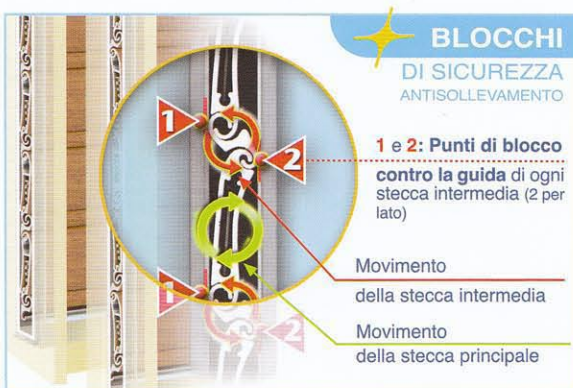 BLOCCHI
DI SICUREZZA
ANTISOLLEVAMENTO
1
2
1 e 2: Punti di blocco
contro la guida di ogni
stecca intermedia (2 per
lato)
Movimento
della stecca intermedia
1
2
Movimento
della stecca principale